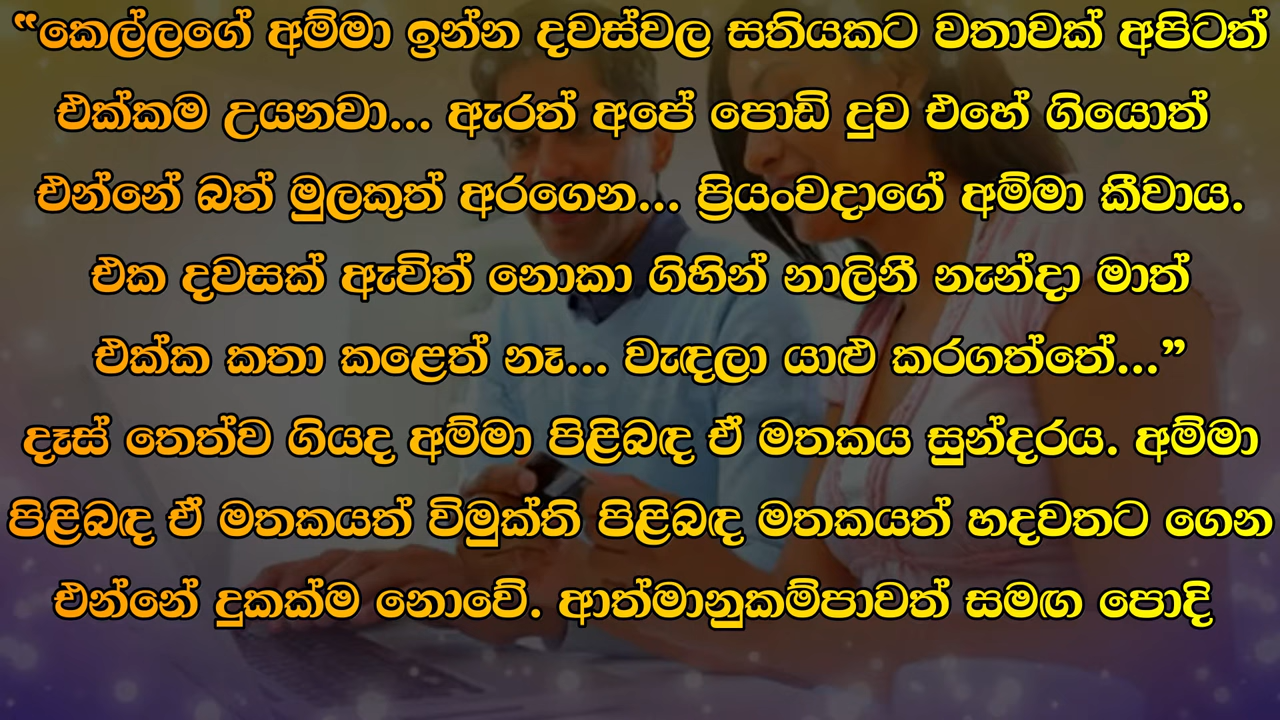 “කෙල්ලගේ අම්මා ඉන්න දවස්වල සතියකට වතාවක් අපිටත්
එක්කම උයනවා... ඇරත් අපේ පොඩි දුව එහේ ගියොත්
එන්නේ බත් මුලකුත් අරගෙන... ප්‍රියංවදාගේ අම්මා කීවාය.
එක දවසක් ඇවිත් නොකා ගිහින් නාලිනී නැන්දා මාත්
එක්ක කතා කළෙත් නෑ... වැඳලා යාළු කරගත්තේ...”
දෑස් තෙත්ව ගියද අම්මා පිළිබඳ ඒ මතකය සුන්දරය. අම්මා
පිළිබඳ ඒ මතකයත් විමුක්ති පිළිබඳ මතකයත් හදවතට ගෙන
එන්නේ දුකක්ම නොවේ. ආත්මානුකම්පාවත් සමඟ පොදි